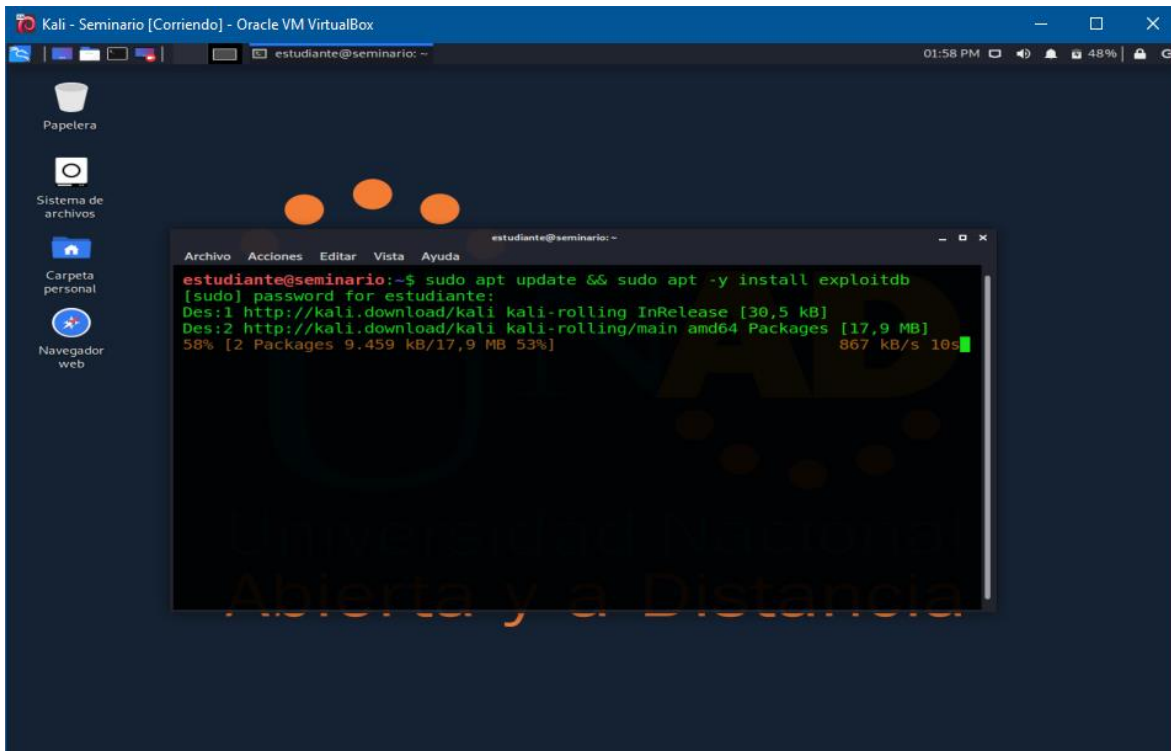 Kali - Seminario [Corriendo] - Oracle VM VirtualBox
estudiante@seminario: ~
01:58 PM
48%
Papelera
Sistema de
archivos
Carpeta
personal
Navegador
web
estudiante@seminario: ~
Archivo Acciones Editar Vista Ayuda
estudiante@seminario:~$ sudo apt update && sudo apt -y install exploitdb
[sudo] password for estudiante:
Des:1 http://kali.download/kali kali-rolling InRelease [30,5 kB]
Des:2 http://kali.download/kali kali-rolling/main amd64 Packages [17,9 MB]
58% [2 Packages 9.459 kB/17,9 MB 53%] 867 kB/s 10s
UNAD
Universidad Nacional
Abierta y a Distancia